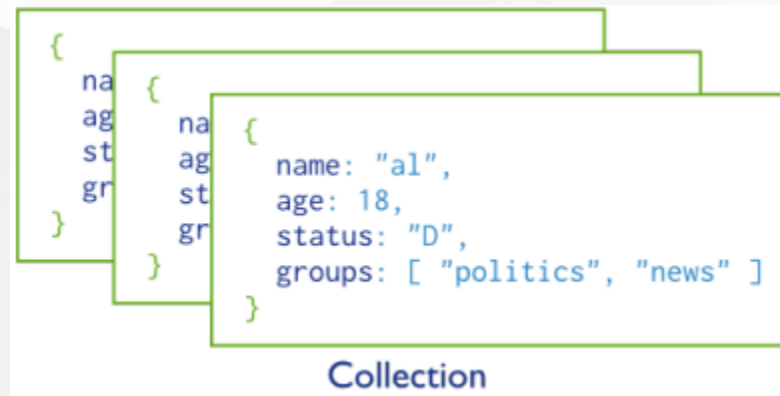 {
na
ag
st
gr
}
{
na
ag
st
gr
}
{
name: "al",
age: 18,
status: "D",
groups: [ "politics", "news" ]
}
Collection